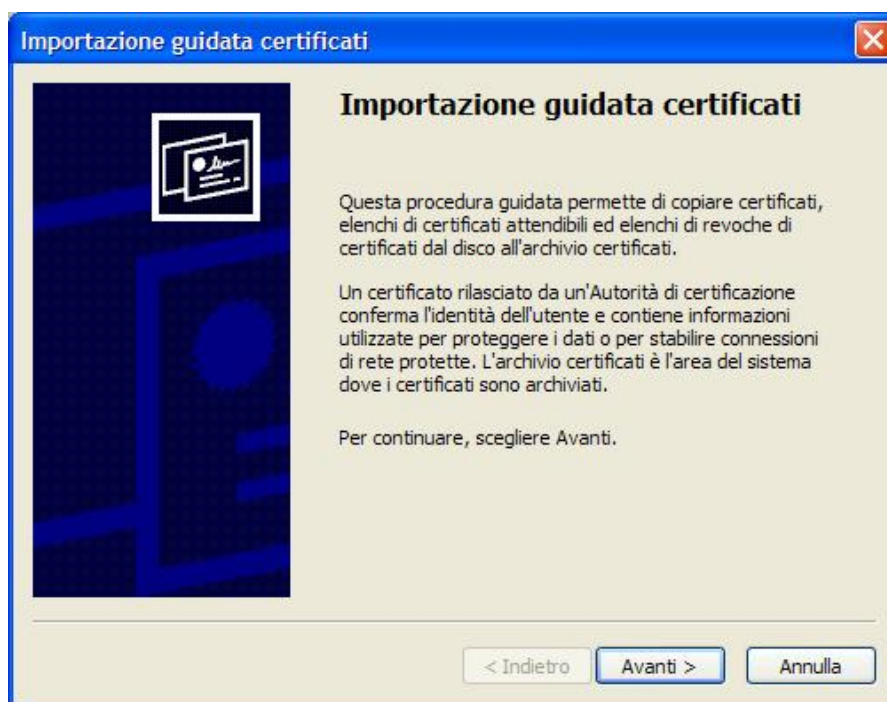 Importazione guidata certificati
Importazione guidata certificati
Questa procedura guidata permette di copiare certificati,
elenchi di certificati attendibili ed elenchi di revoche di
certificati dal disco all'archivio certificati.
Un certificato rilasciato da un'Autorità di certificazione
conferma l'identità dell'utente e contiene informazioni
utilizzate per proteggere i dati o per stabilire connessioni
di rete protette. L'archivio certificati è l'area del sistema
dove i certificati sono archiviati.
Per continuare, scegliere Avanti.
< Indietro Avanti > Annulla